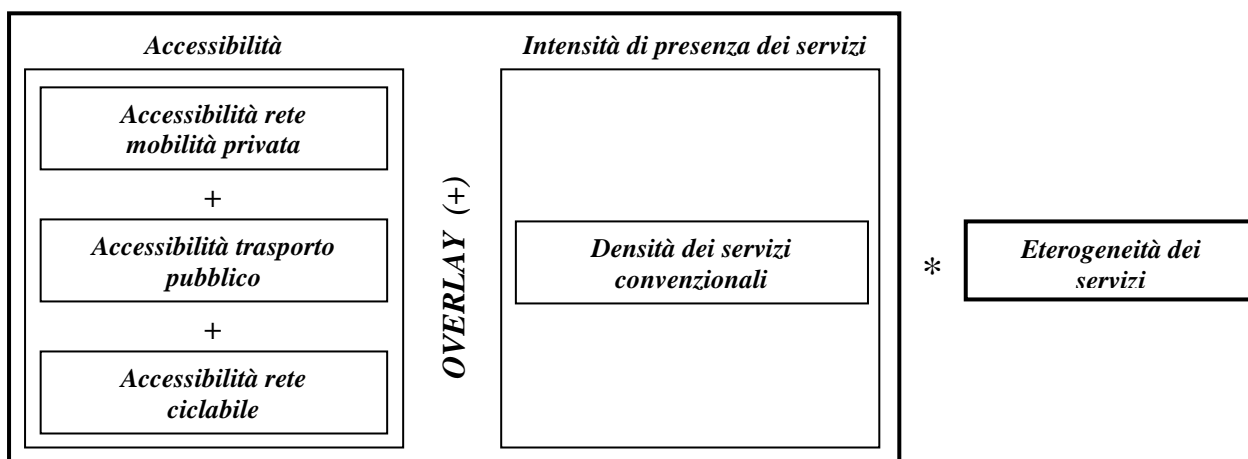 Accessibilità
Accessibilità rete
mobilità privata
+
Accessibilità trasporto
pubblico
+
Accessibilità rete
ciclabile
OVERLAY (+)
Intensità di presenza dei servizi
Densità dei servizi
convenzionali
*
Eterogeneità dei
servizi